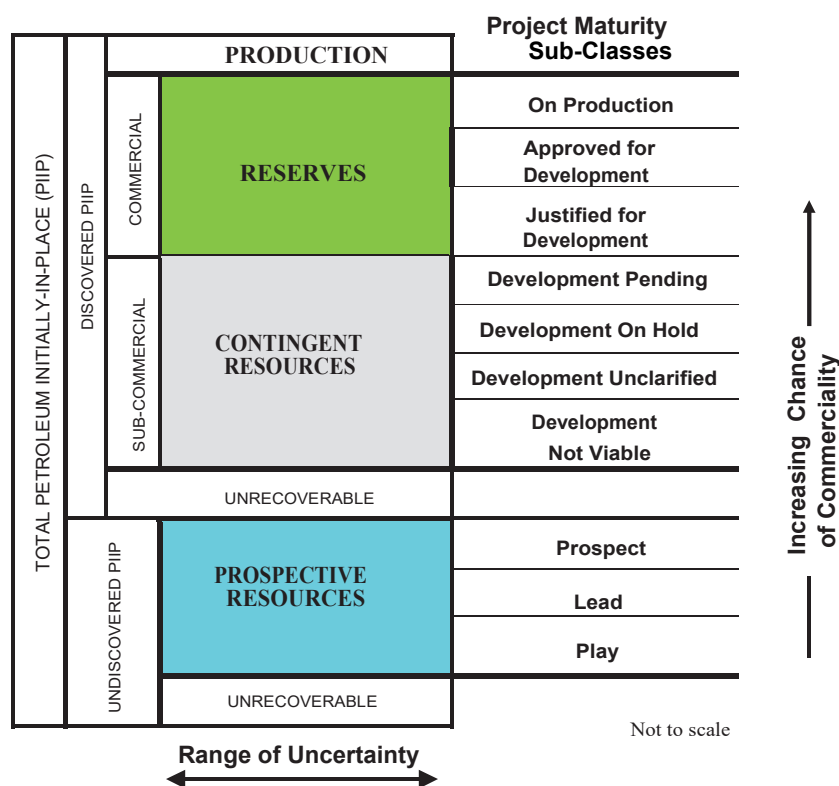 Project Maturity
Sub-Classes
PRODUCTION
On Production
Approved for
Development
Justified for
Development
RESERVES
COMMERCIAL
Development Pending
Development On Hold
Development Unclarified
Development
Not Viable
CONTINGENT
RESOURCES
SUB-COMMERCIAL
UNRECOVERABLE
DISCOVERED PIIP
TOTAL PETROLEUM INITIALLY-IN-PLACE (PIIP)
Prospect
Lead
Play
PROSPECTIVE
RESOURCES
UNDISCOVERED PIIP
UNRECOVERABLE
Increasing Chance
of Commerciality
Not to scale
Range of Uncertainty